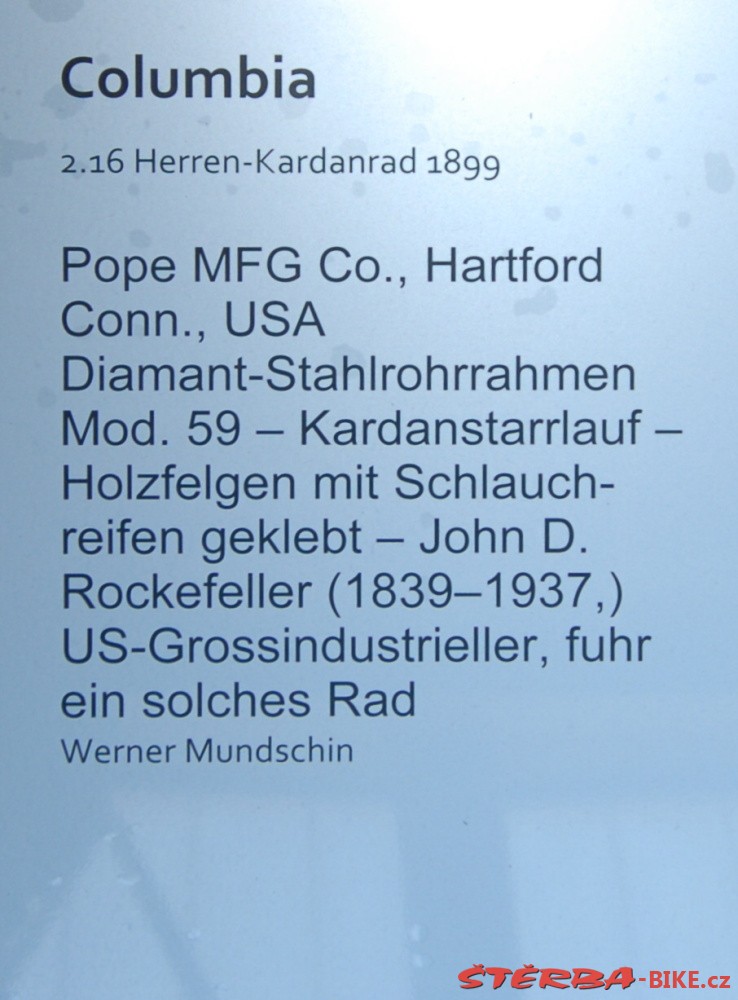 Columbia
2.16 Herren-Kardanrad 1899
Pope MFG Co., Hartford
Conn., USA
Diamant-Stahlrohrrahmen
Mod. 59 – Kardanstarrlauf –
Holzfelgen mit Schlauch-
reifen geklebt – John D.
Rockefeller (1839–1937,)
US-Grossindustrieller, fuhr
ein solches Rad
Werner Mundschin
ŠTĚRBA-BIKE.cz